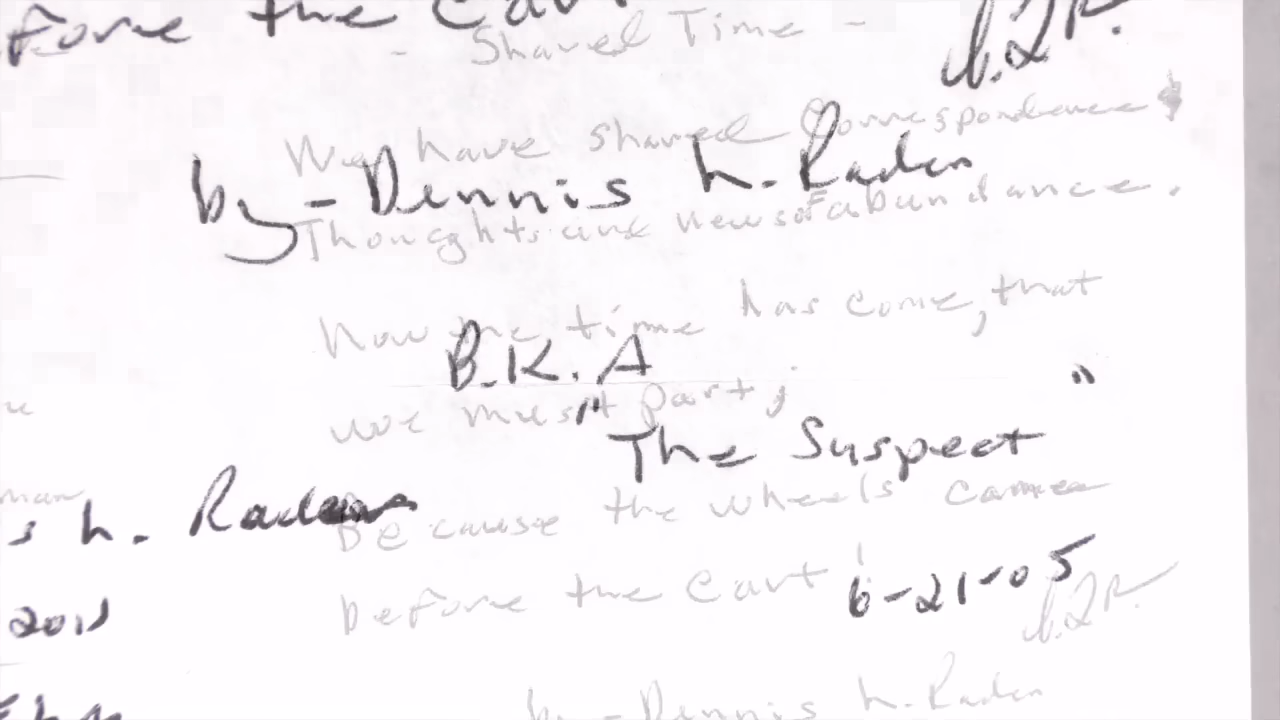 fore the Cart
- Shared Time -
We have shared Correspondence,
by - Dennis L. Rader
Thoughts and news of abundance.
Now the time has come, that
B.K.A
we must part;
"The Suspect"
s L. Rader
Because the wheels came
before the Cart!
6-21-05
2011
by - Dennis L. Rader